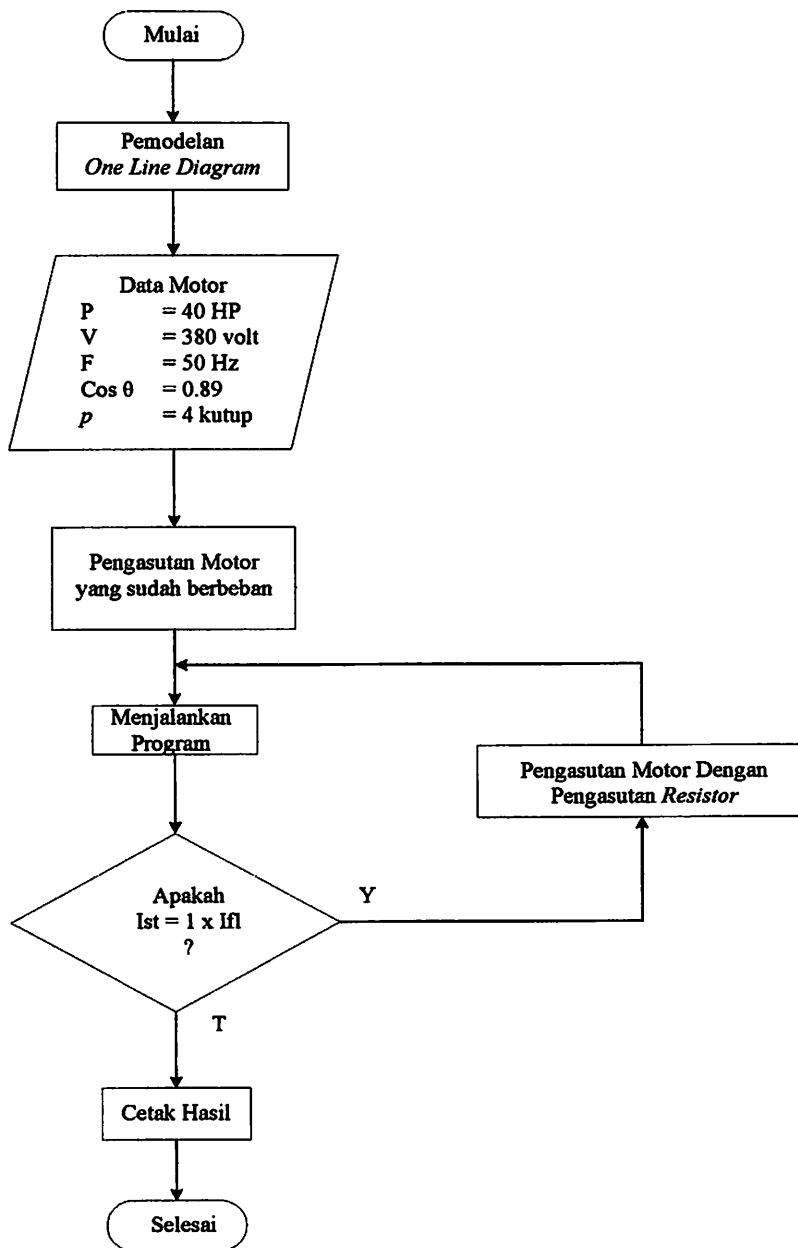 Mulai
Pemodelan
One Line Diagram
Data Motor
P = 40 HP
V = 380 volt
F = 50 Hz
Cos θ = 0.89
p = 4 kutup
Pengasutan Motor
yang sudah berbeban
Menjalankan
Program
Pengasutan Motor Dengan
Pengasutan Resistor
Apakah
Ist = 1 x Ifl
?
Y
T
Cetak Hasil
Selesai